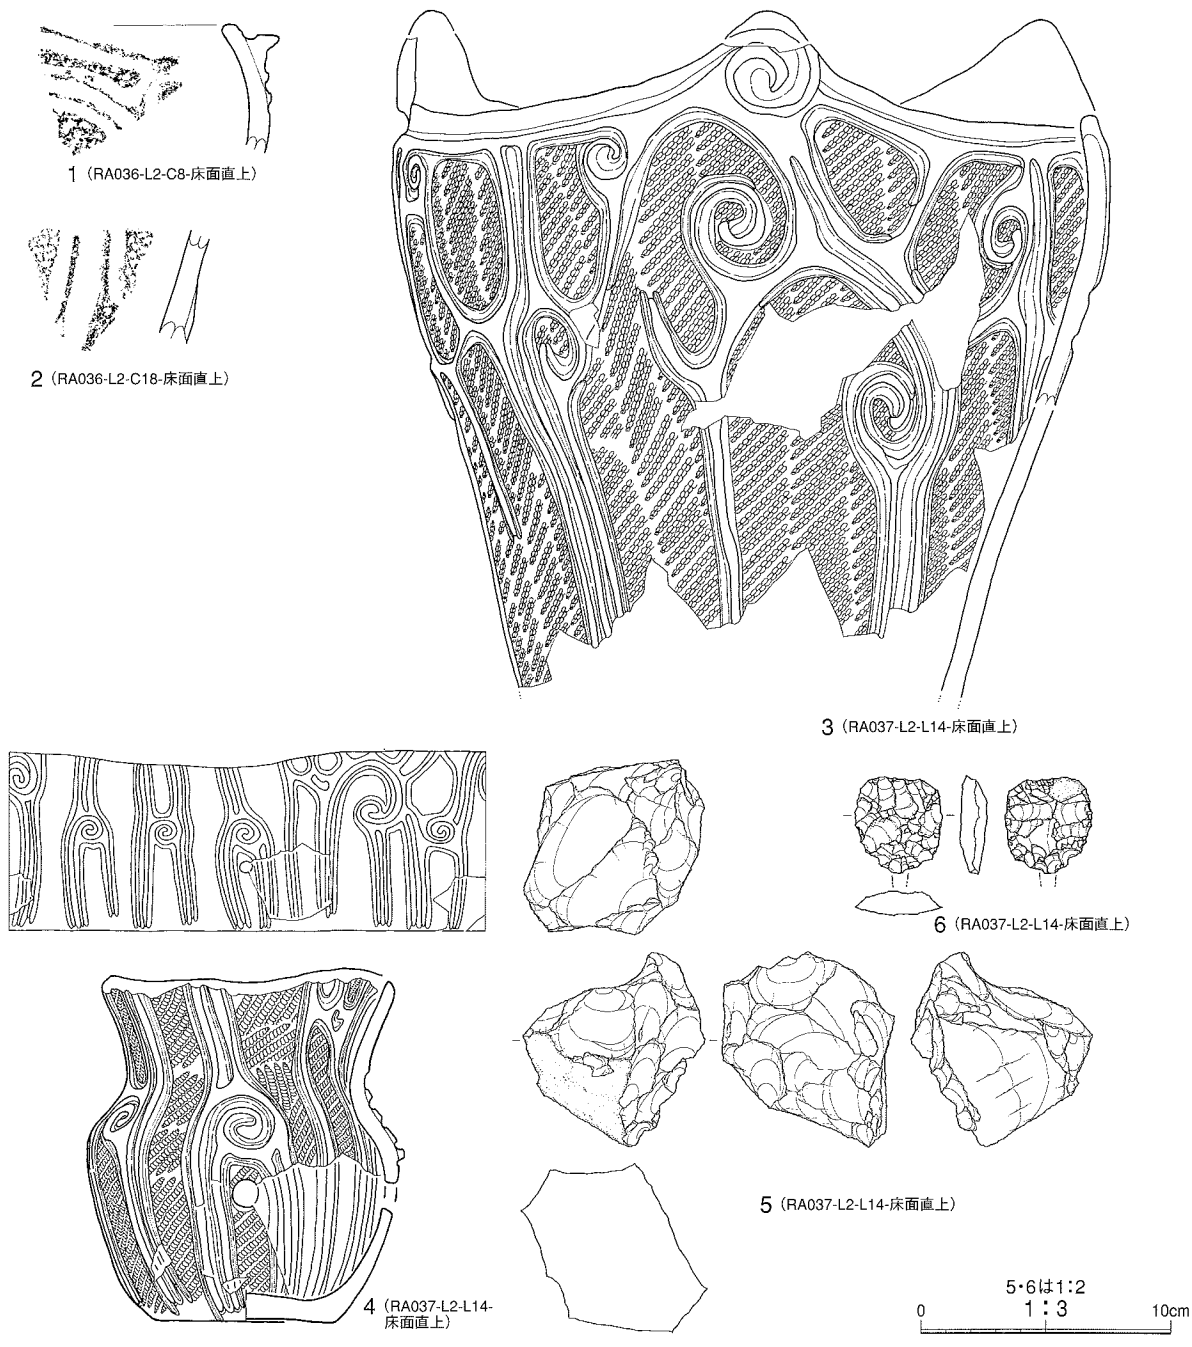 1 (RA036-L2-C8-床面直上)
2 (RA036-L2-C18-床面直上)
3 (RA037-L2-L14-床面直上)
6 (RA037-L2-L14-床面直上)
5 (RA037-L2-L14-床面直上)
4 (RA037-L2-L14-
床面直上)
5・6は1:2
1:3
0 10cm